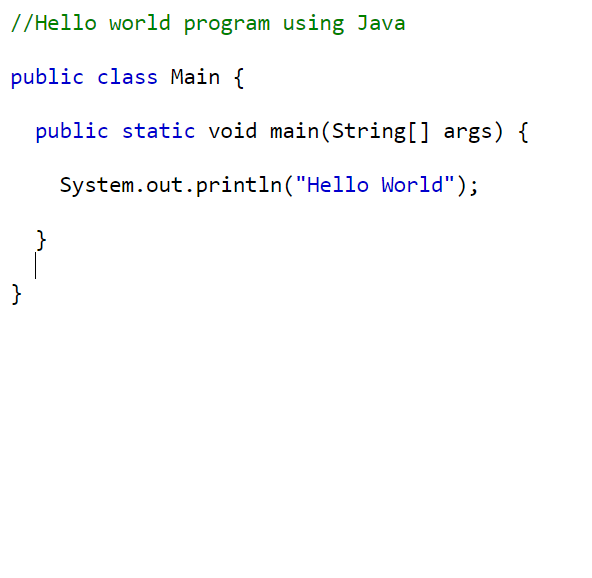 //Hello world program using Java
public class Main {
  public static void main(String[] args) {
    System.out.println("Hello World");
  }
}